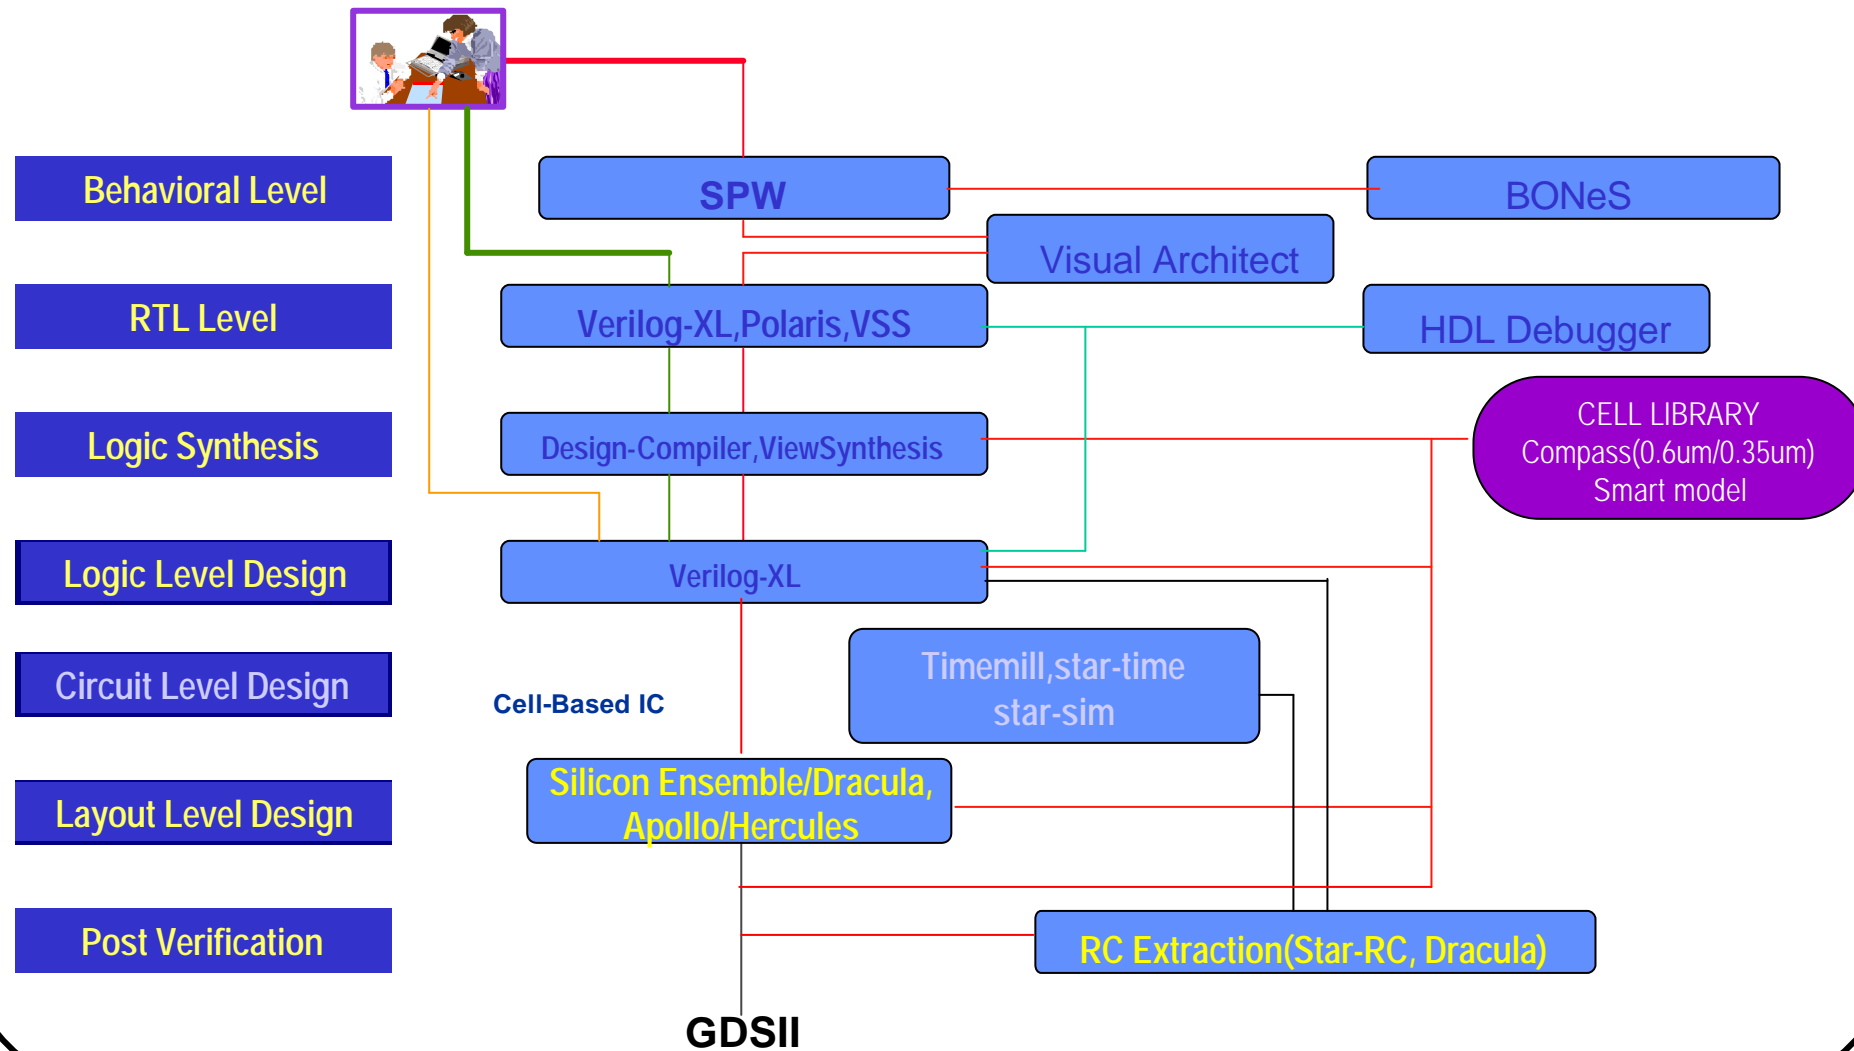 Behavioral Level
SPW
BONeS
Visual Architect
RTL Level
Verilog-XL,Polaris,VSS
HDL Debugger
Logic Synthesis
Design-Compiler,ViewSynthesis
CELL LIBRARY
Compass(0.6um/0.35um)
Smart model
Logic Level Design
Verilog-XL
Circuit Level Design
Cell-Based IC
Timemill,star-time
star-sim
Layout Level Design
Silicon Ensemble/Dracula,
Apollo/Hercules
Post Verification
RC Extraction(Star-RC, Dracula)
GDSII